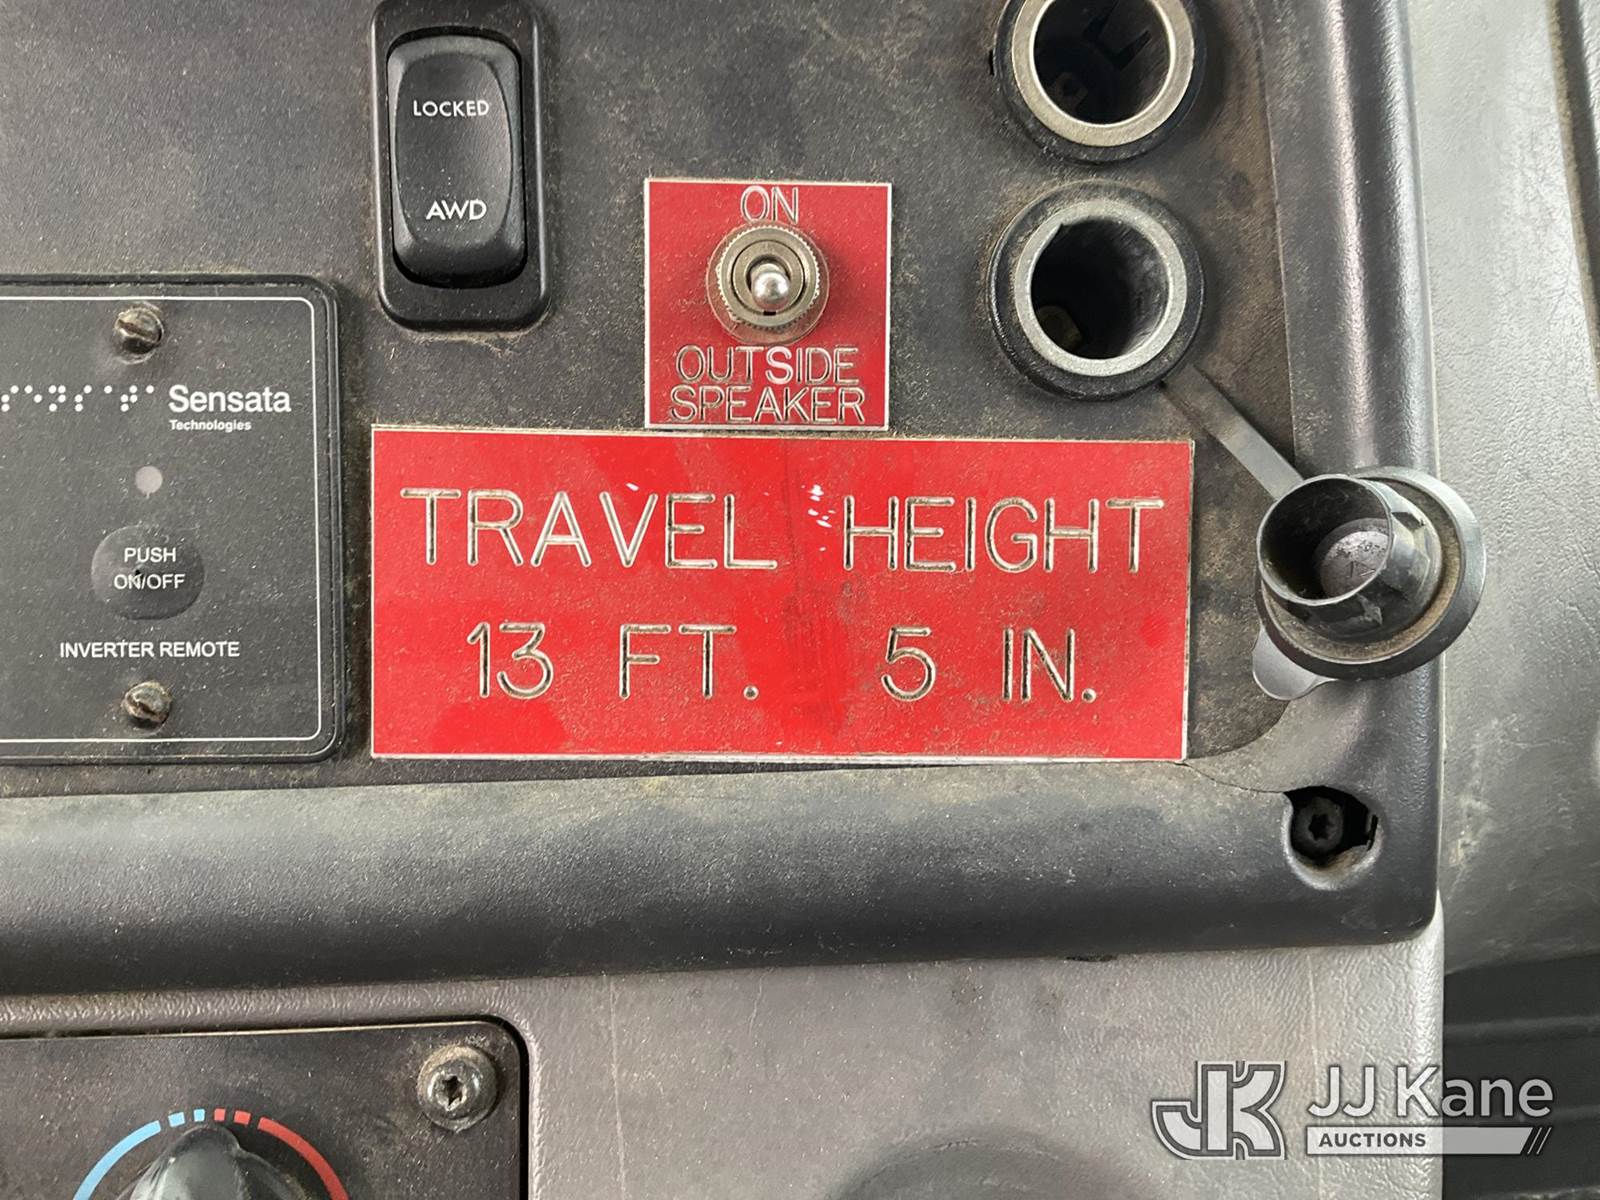 LOCKED
AWD
ON
OUTSIDE
SPEAKER
Sensata
Technologies
PUSH
ON/OFF
INVERTER REMOTE
TRAVEL HEIGHT
13 FT. 5 IN.
JK JJ Kane
AUCTIONS